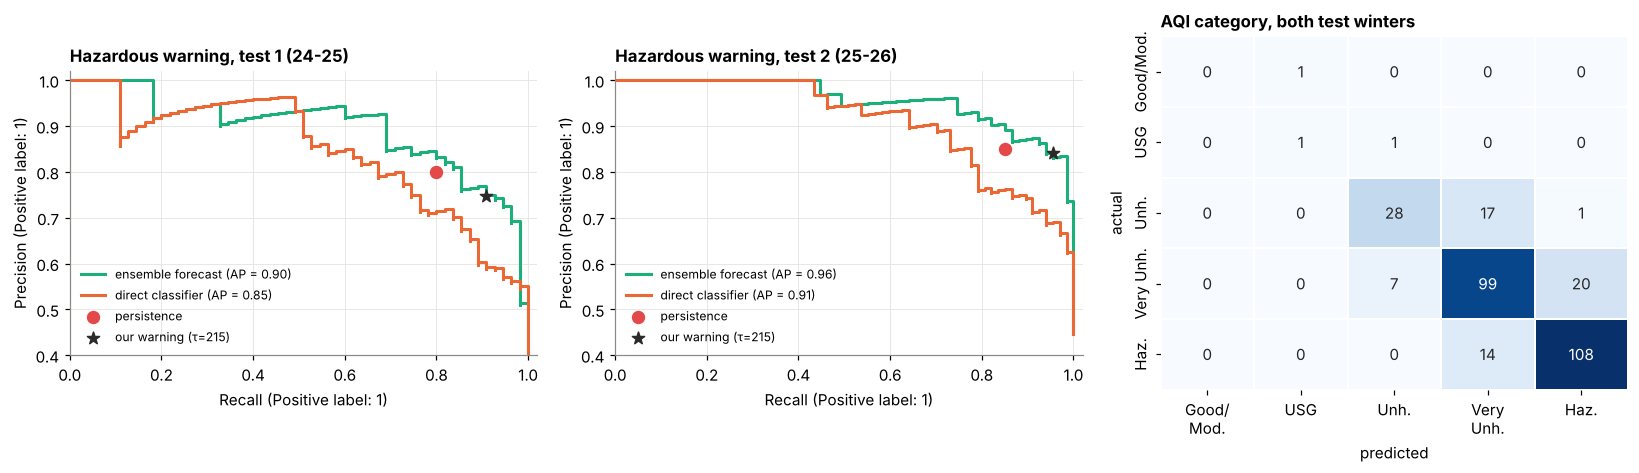 Hazardous warning, test 1 (24-25)
Precision (Positive label: 1)
1.0
0.9
0.8
0.7
0.6
0.5
0.4
ensemble forecast (AP = 0.90)
direct classifier (AP = 0.85)
persistence
our warning (τ=215)
0.0 0.2 0.4 0.6 0.8 1.0
Recall (Positive label: 1)
Hazardous warning, test 2 (25-26)
Precision (Positive label: 1)
1.0
0.9
0.8
0.7
0.6
0.5
0.4
ensemble forecast (AP = 0.96)
direct classifier (AP = 0.91)
persistence
our warning (τ=215)
0.0 0.2 0.4 0.6 0.8 1.0
Recall (Positive label: 1)
AQI category, both test winters
actual
Good/Mod. 0 1 0 0 0
USG 0 1 1 0 0
Unh. 0 0 28 17 1
Very Unh. 0 0 7 99 20
Haz. 0 0 0 14 108
Good/ USG Unh. Very Haz.
Mod. Unh.
predicted